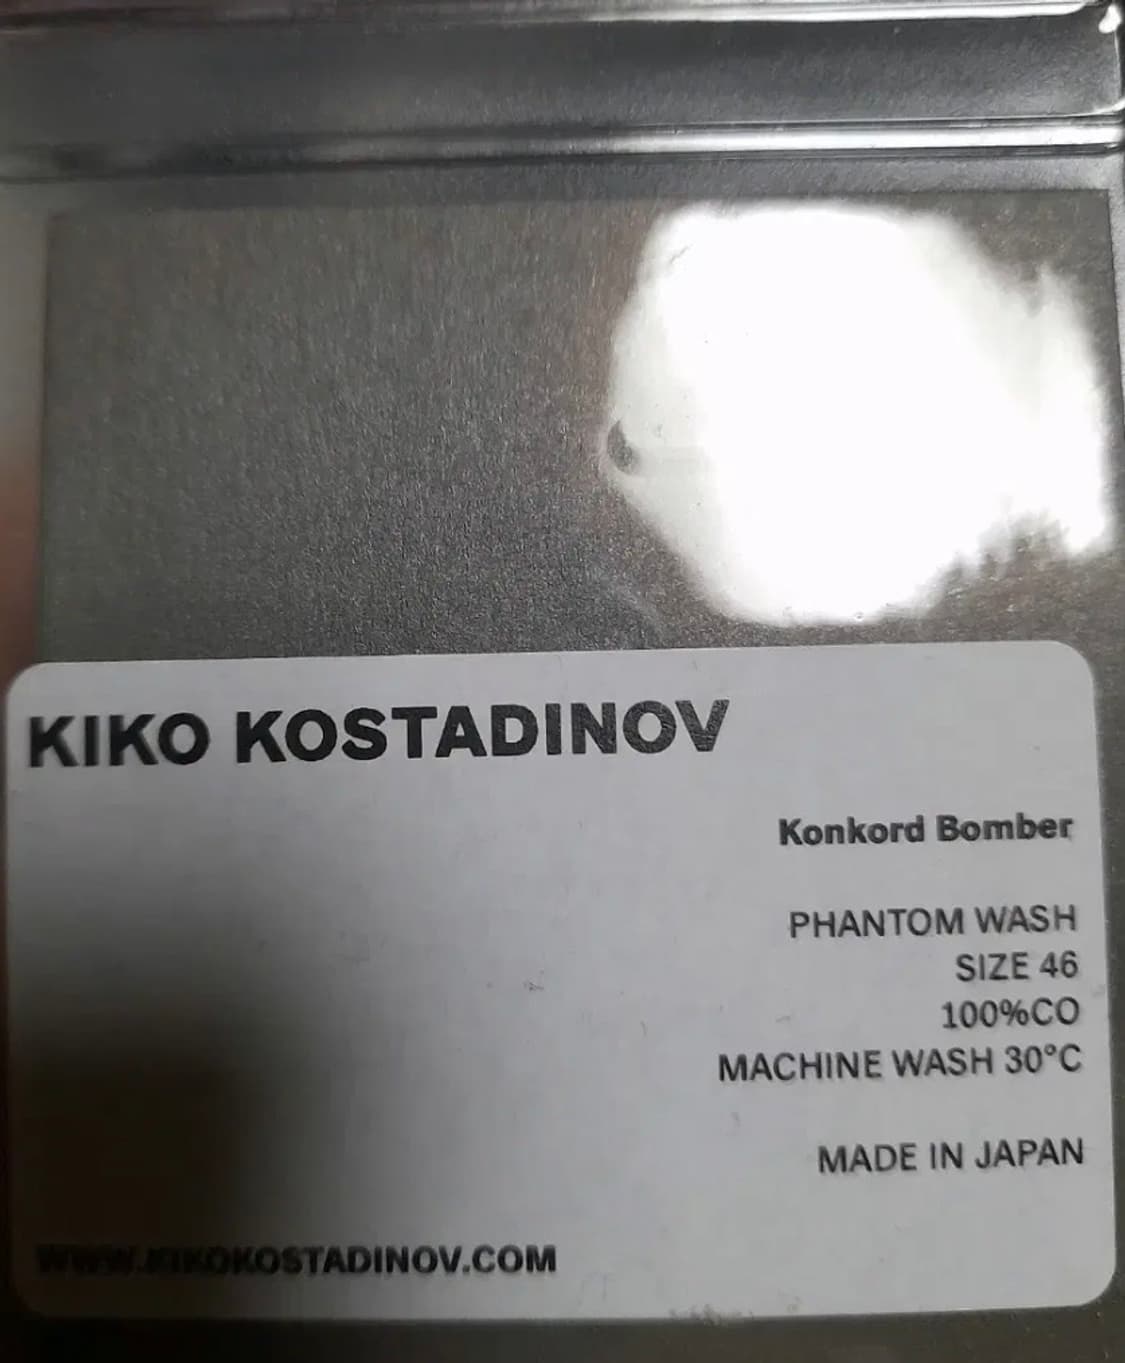 KIKO KOSTADINOV
Konkord Bomber
PHANTOM WASH
SIZE 46
100%CO
MACHINE WASH 30°C
MADE IN JAPAN
WWW.KIKOKOSTADINOV.COM